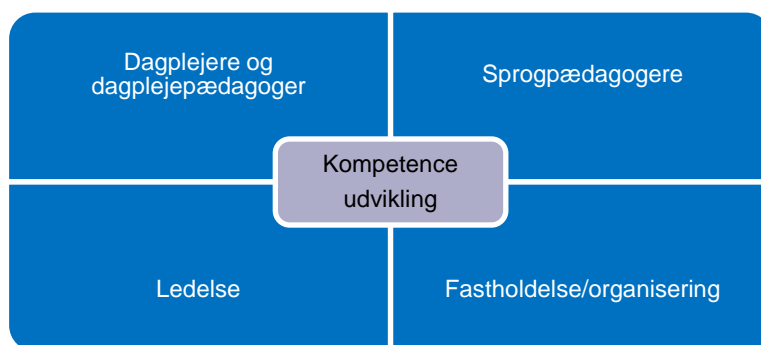 Dagplejere og
dagplejepædagoger
Sprogpædagogere
Kompetence
udvikling
Ledelse
Fastholdelse/organisering